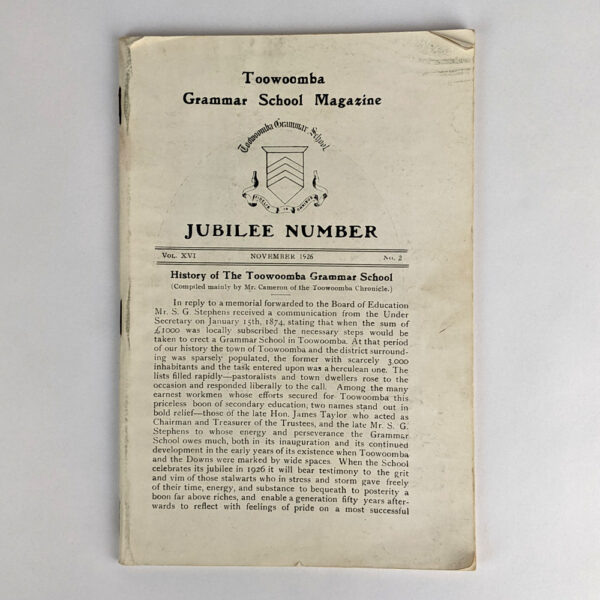 Toowoomba
Grammar School Magazine
Toowoomba Grammar School
JUBILEE NUMBER
VOL. XVI NOVEMBER 1926 No. 2
History of The Toowoomba Grammar School
(Compiled mainly by Mr. Cameron of the Toowoomba Chronicle.)
In reply to a memorial forwarded to the Board of Education
Mr. S. G. Stephens received a communication from the Under
Secretary on January 15th, 1874, stating that when the sum of
£1000 was locally subscribed the necessary steps would be
taken to erect a Grammar School in Toowoomba. At that period
of our history the town of Toowoomba and the district surround-
ing was sparsely populated, the former with scarcely 3,000
inhabitants and the task entered upon was a herculean one. The
lists filled rapidly—pastoralists and town dwellers rose to the
occasion and responded liberally to the call. Among the many
earnest workmen whose efforts secured for Toowoomba this
priceless boon of secondary education, two names stand out in
bold relief—those of the late Hon. James Taylor who acted as
Chairman and Treasurer of the Trustees, and the late Mr. S. G.
Stephens to whose energy and perseverance the Grammar
School owes much, both in its inauguration and its continued
development in the early years of its existence when Toowoomba
and the Downs were marked by wide spaces. When the School
celebrates its jubilee in 1926 it will bear testimony to the grit
and vim of those stalwarts who in stress and storm gave freely
of their time, energy, and substance to bequeath to posterity a
boon far above riches, and enable a generation fifty years after-
wards to reflect with feelings of pride on a most successful